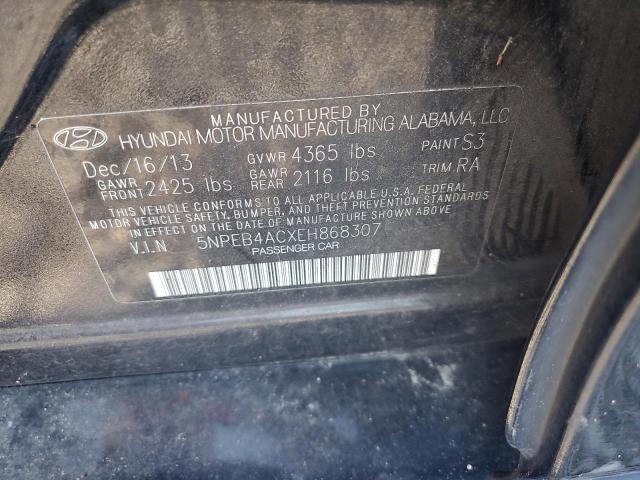 MANUFACTURED BY
HYUNDAI MOTOR MANUFACTURING ALABAMA, LLC
Dec/16/13 GVWR 4365 lbs PAINT S3
GAWR FRONT 2425 lbs GAWR REAR 2116 lbs TRIM RA
THIS VEHICLE CONFORMS TO ALL APPLICABLE U.S.A. FEDERAL
MOTOR VEHICLE SAFETY, BUMPER, AND THEFT PREVENTION STANDARDS
IN EFFECT ON THE DATE OF MANUFACTURE SHOWN ABOVE.
V.I.N 5NPEB4ACXEH868307
PASSENGER CAR